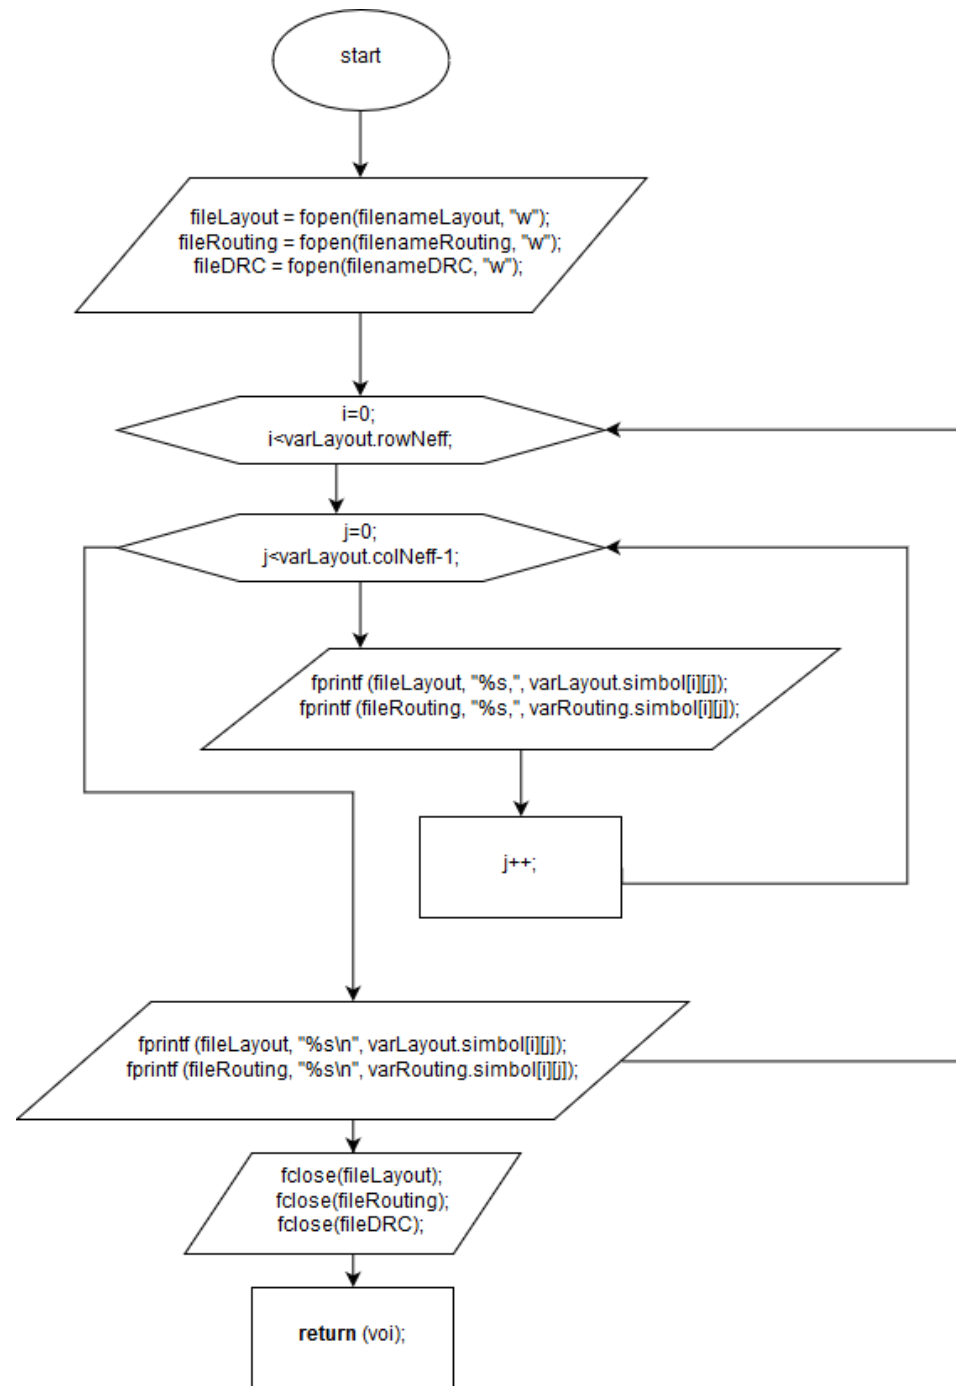 start
fileLayout = fopen(filenameLayout, "w");
fileRouting = fopen(filenameRouting, "w");
fileDRC = fopen(filenameDRC, "w");
i=0;
i<varLayout.rowNeff;
j=0;
j<varLayout.colNeff-1;
fprintf (fileLayout, "%s,", varLayout.simbol[i][j]);
fprintf (fileRouting, "%s,", varRouting.simbol[i][j]);
j++;
fprintf (fileLayout, "%s\n", varLayout.simbol[i][j]);
fprintf (fileRouting, "%s\n", varRouting.simbol[i][j]);
fclose(fileLayout);
fclose(fileRouting);
fclose(fileDRC);
return (voi);